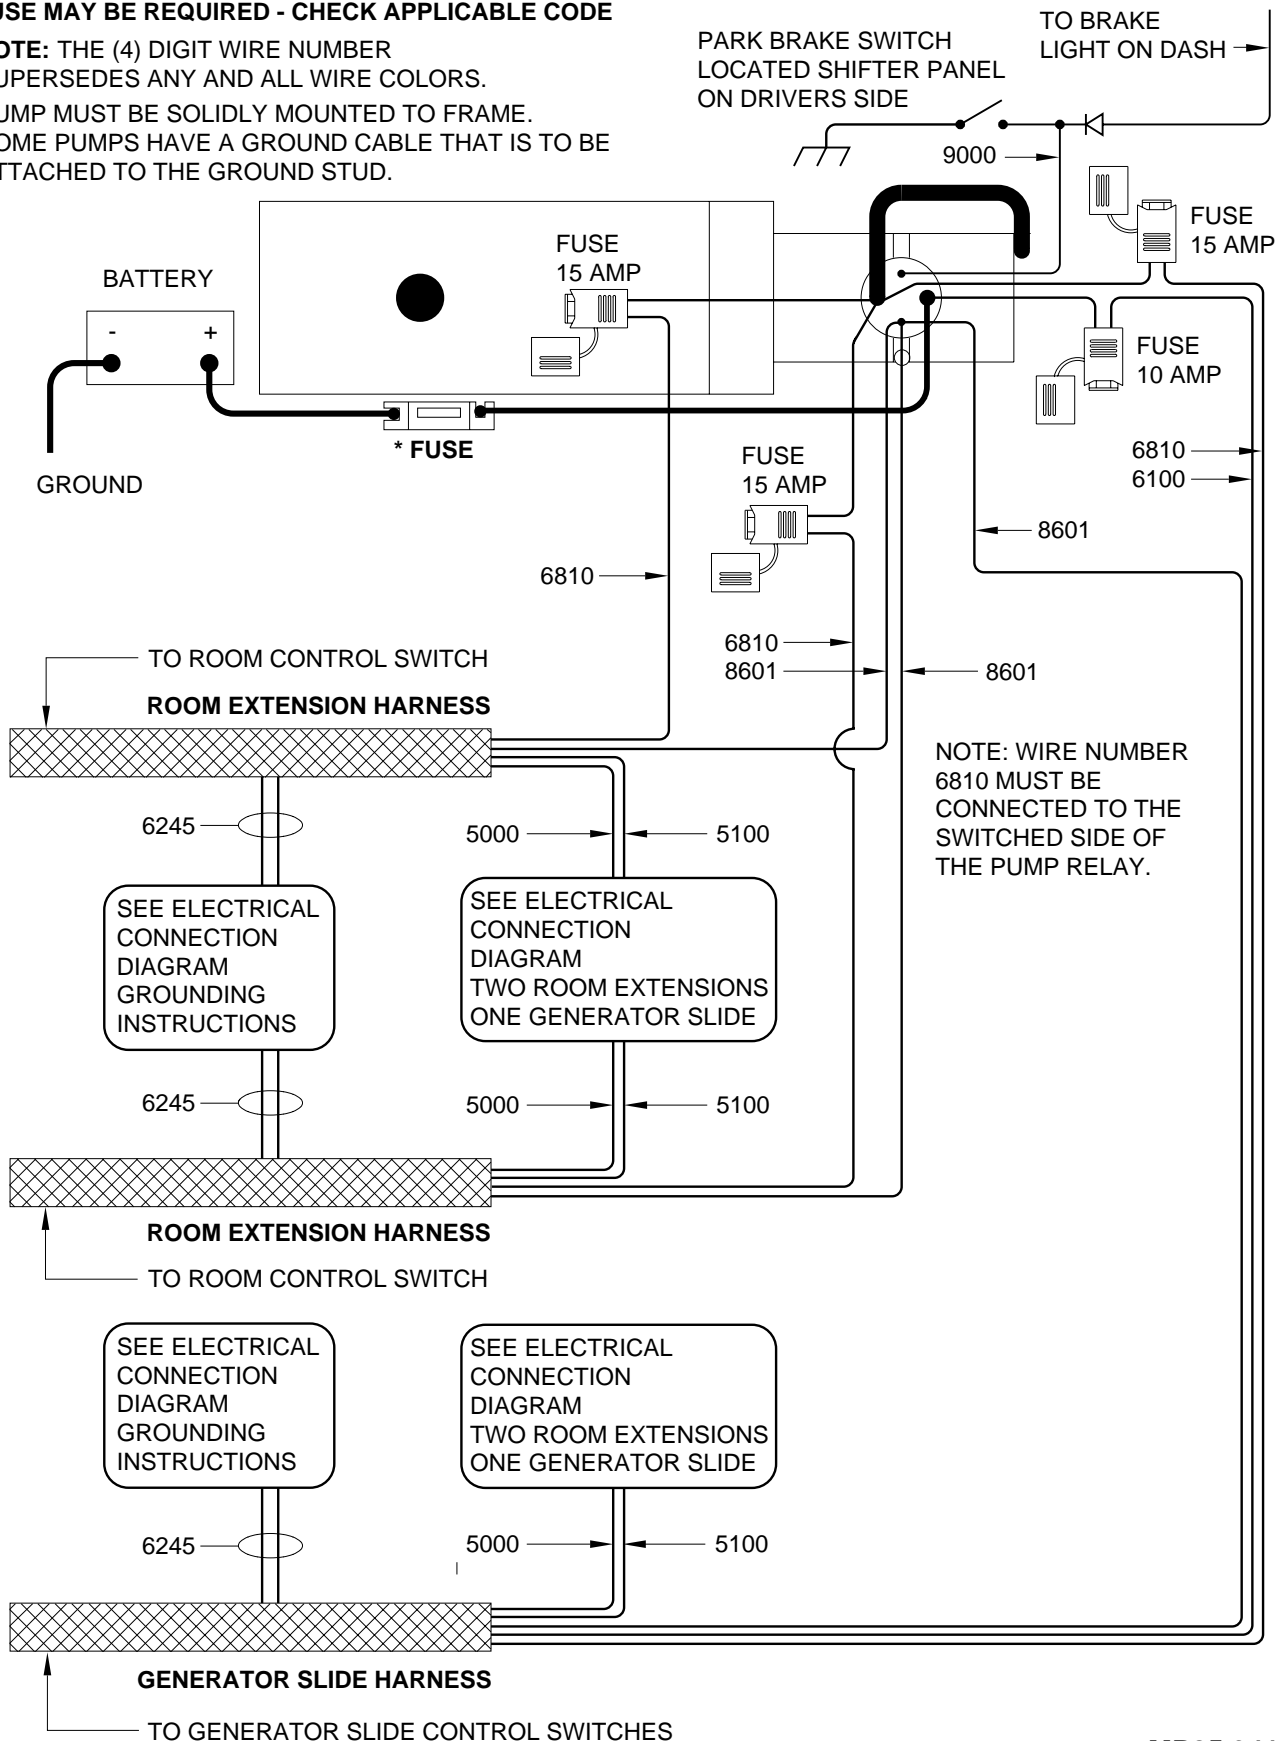 USE MAY BE REQUIRED - CHECK APPLICABLE CODE
OTE: THE (4) DIGIT WIRE NUMBER
UPERSEDES ANY AND ALL WIRE COLORS.
UMP MUST BE SOLIDLY MOUNTED TO FRAME.
OME PUMPS HAVE A GROUND CABLE THAT IS TO BE
TTACHED TO THE GROUND STUD.
PARK BRAKE SWITCH
LOCATED SHIFTER PANEL
ON DRIVERS SIDE
TO BRAKE
LIGHT ON DASH
9000
FUSE
15 AMP
FUSE
15 AMP
BATTERY
- +
FUSE
10 AMP
* FUSE
GROUND
FUSE
15 AMP
6810
6100
8601
6810
6810
8601
8601
TO ROOM CONTROL SWITCH
ROOM EXTENSION HARNESS
NOTE: WIRE NUMBER
6810 MUST BE
CONNECTED TO THE
SWITCHED SIDE OF
THE PUMP RELAY.
6245
5000
5100
SEE ELECTRICAL
CONNECTION
DIAGRAM
GROUNDING
INSTRUCTIONS
SEE ELECTRICAL
CONNECTION
DIAGRAM
TWO ROOM EXTENSIONS
ONE GENERATOR SLIDE
6245
5000
5100
ROOM EXTENSION HARNESS
TO ROOM CONTROL SWITCH
SEE ELECTRICAL
CONNECTION
DIAGRAM
GROUNDING
INSTRUCTIONS
SEE ELECTRICAL
CONNECTION
DIAGRAM
TWO ROOM EXTENSIONS
ONE GENERATOR SLIDE
6245
5000
5100
GENERATOR SLIDE HARNESS
TO GENERATOR SLIDE CONTROL SWITCHES